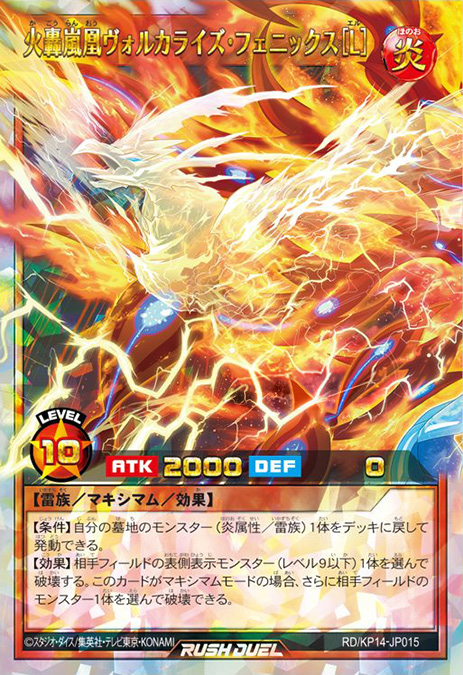 火轟嵐凰ヴォルカライズ・フェニックス[L]
炎
LEVEL
10
ATK 2000 DEF 0
【雷族/マキシマム/効果】
【条件】自分の墓地のモンスター(炎属性/雷族)1体をデッキに戻して
発動できる。
【効果】相手フィールドの表側表示モンスター(レベル9以下)1体を選んで
破壊する。このカードがマキシマムモードの場合、さらに相手フィールドの
モンスター1体を選んで破壊できる。
©スタジオ・ダイス/集英社・テレビ東京・KONAMI
RUSH DUEL
RD/KP14-JP015